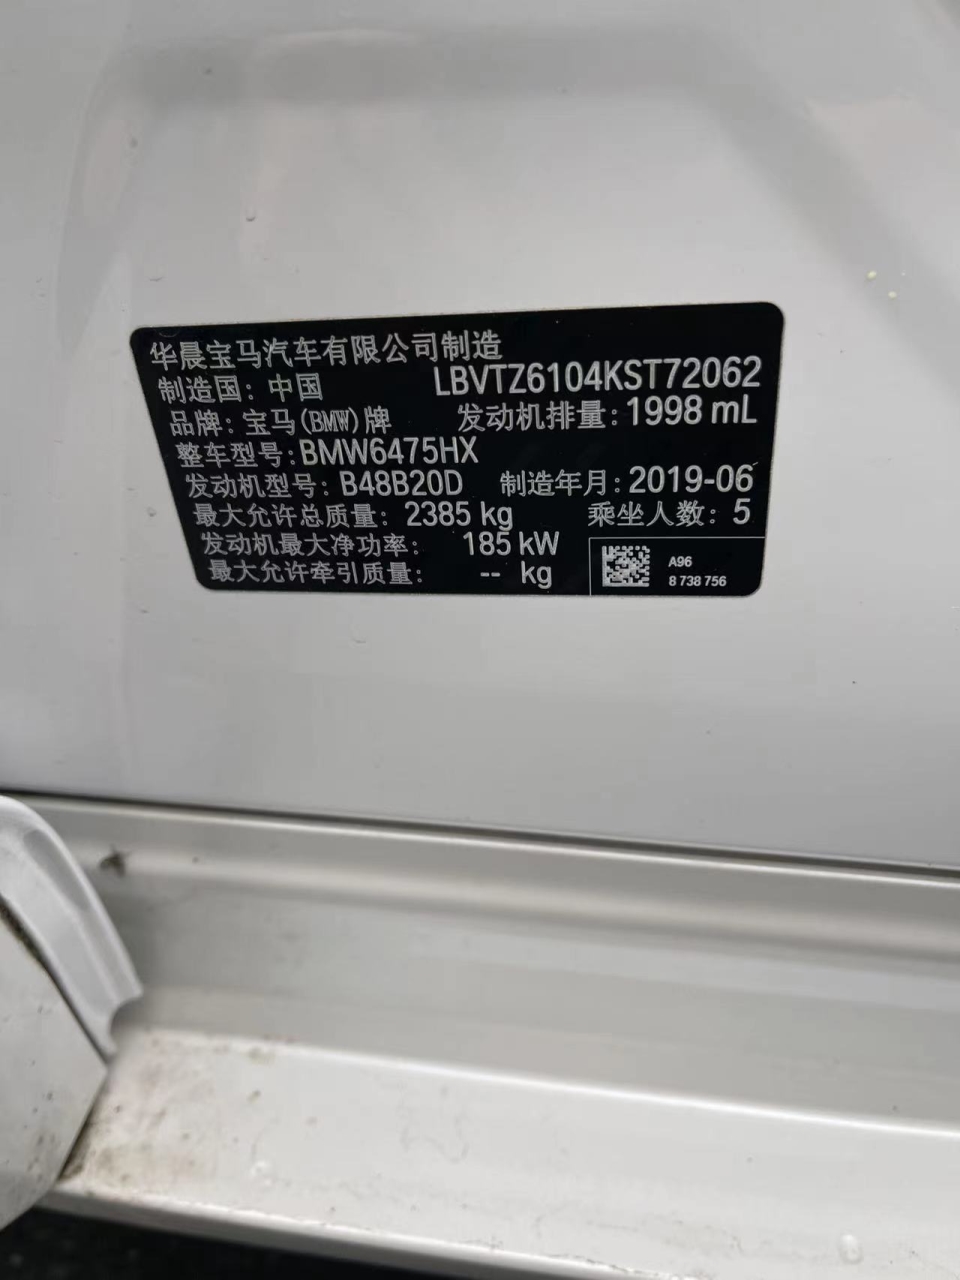 华晨宝马汽车有限公司制造
制造国：中国 LBVTZ6104KST72062
品牌：宝马(BMW)牌 发动机排量：1998 mL
整车型号：BMW6475HX
发动机型号：B48B20D 制造年月：2019-06
最大允许总质量：2385 kg 乘坐人数：5
发动机最大净功率：185 kW
最大允许牵引质量：-- kg
A96
8 738 756